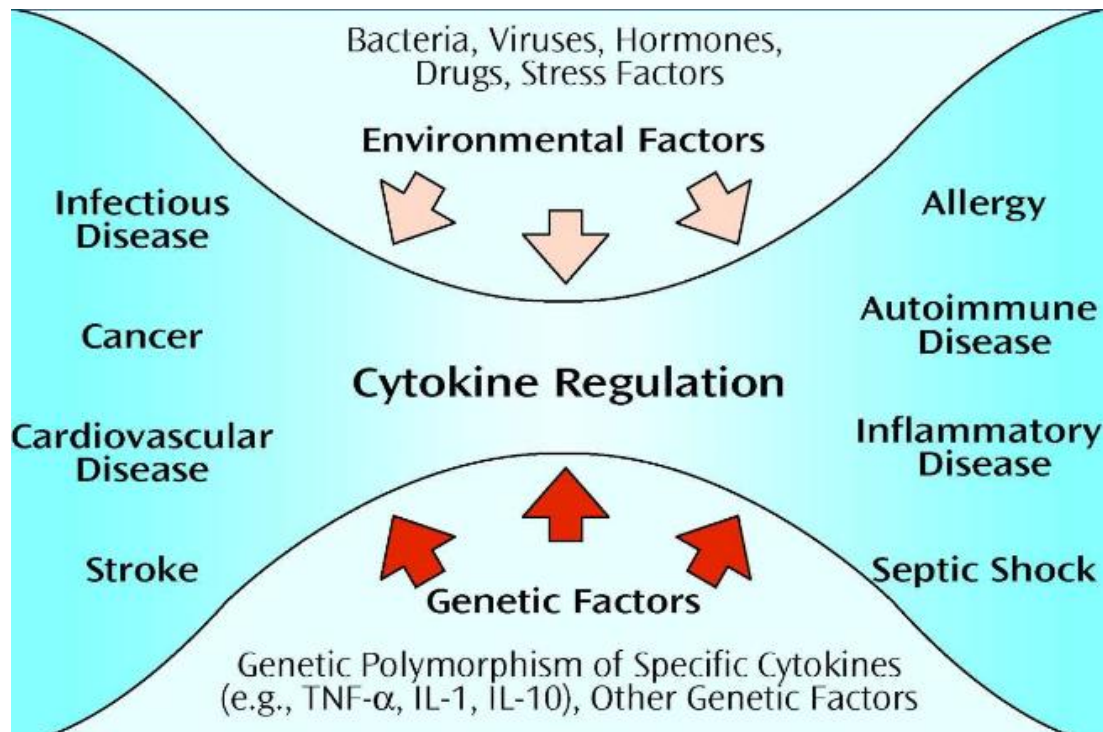 Bacteria, Viruses, Hormones,
Drugs, Stress Factors
Environmental Factors
Infectious
Disease
Cancer
Cardiovascular
Disease
Stroke
Cytokine Regulation
Allergy
Autoimmune
Disease
Inflammatory
Disease
Septic Shock
Genetic Factors
Genetic Polymorphism of Specific Cytokines
(e.g., TNF-α, IL-1, IL-10), Other Genetic Factors